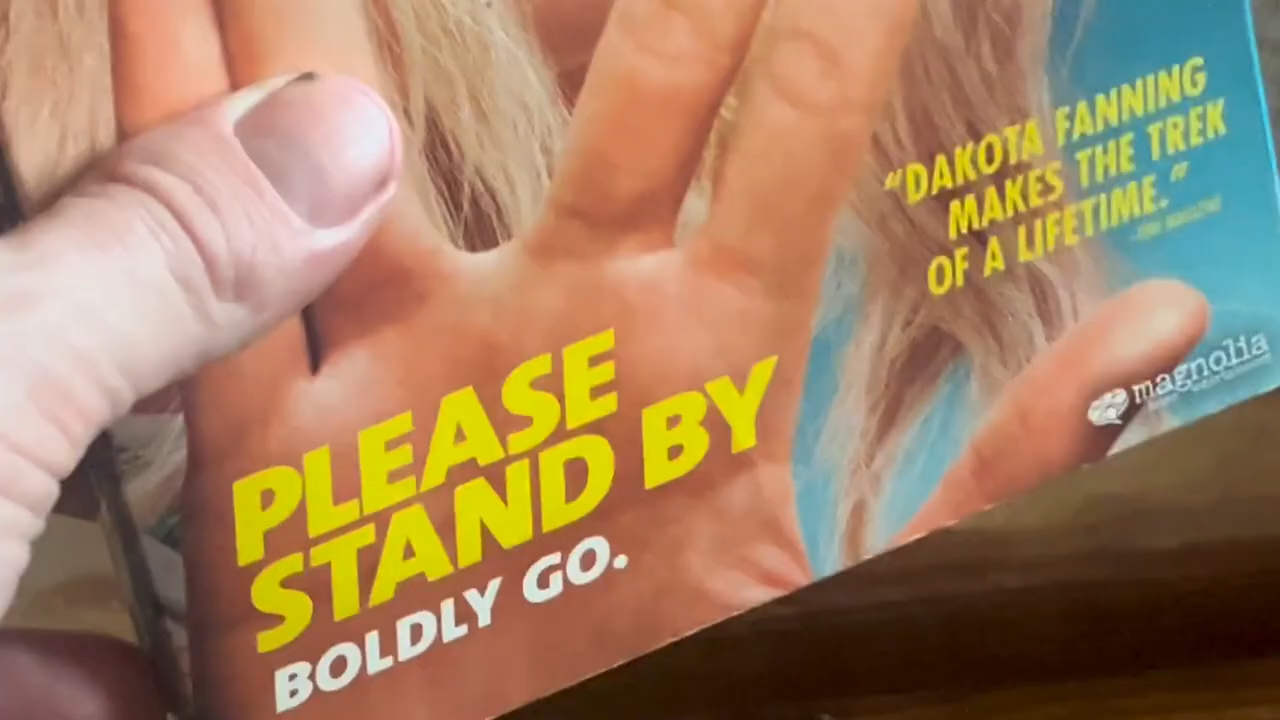 "DAKOTA FANNING
MAKES THE TREK
OF A LIFETIME."
magnolia
PLEASE
STAND BY
BOLDLY GO.